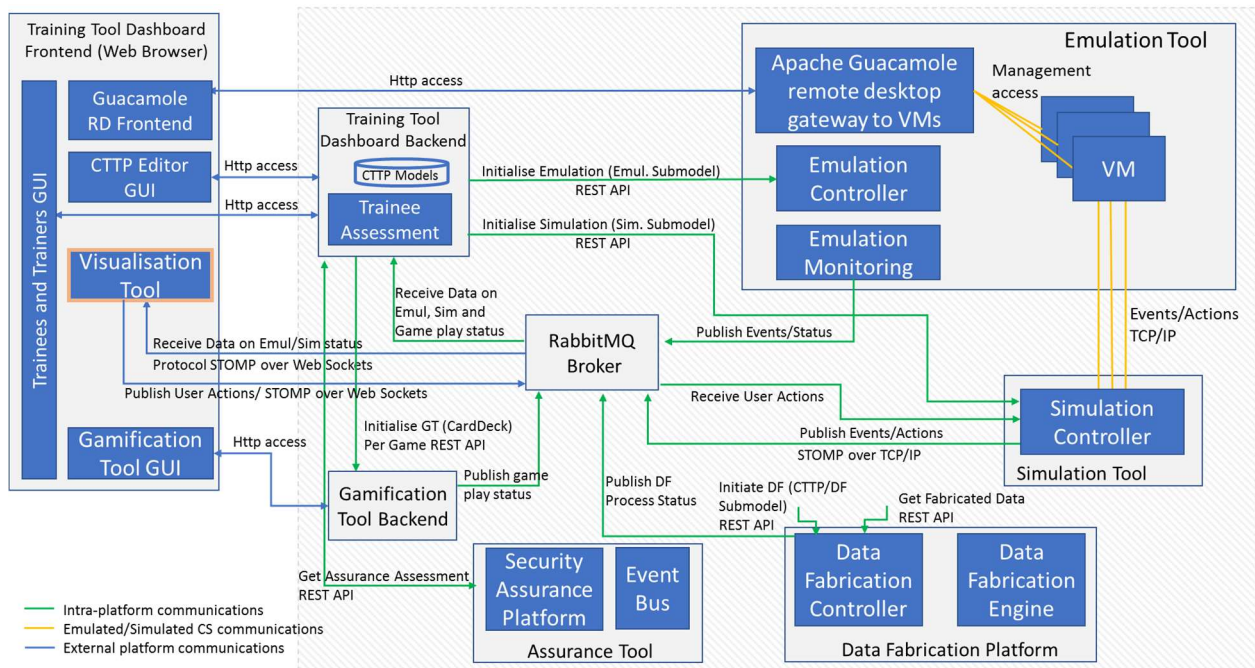 Training Tool Dashboard
Frontend (Web Browser)
Trainees and Trainers GUI
Guacamole
RD Frontend
CTTP Editor
GUI
Visualisation
Tool
Gamification
Tool GUI
Http access
Http access
Http access
Http access
Training Tool
Dashboard Backend
CTTP Models
Trainee
Assessment
Initialise Emulation (Emul. Submodel)
REST API
Initialise Simulation (Sim. Submodel)
REST API
Emulation Tool
Apache Guacamole
remote desktop
gateway to VMs
Management
access
VM
Emulation
Controller
Emulation
Monitoring
Receive Data on
Emul, Sim and
Game play status
Publish Events/Status
Events/Actions
TCP/IP
RabbitMQ
Broker
Receive Data on Emul/Sim status
Protocol STOMP over Web Sockets
Publish User Actions/ STOMP over Web Sockets
Receive User Actions
Publish Events/Actions
STOMP over TCP/IP
Simulation
Controller
Simulation Tool
Initialise GT (CardDeck)
Per Game REST API
Publish game
play status
Gamification
Tool Backend
Publish DF
Process Status
Initiate DF (CTTP/DF
Submodel)
REST API
Get Fabricated Data
REST API
Get Assurance Assessment
REST API
Security
Assurance
Platform
Event
Bus
Assurance Tool
Data
Fabrication
Controller
Data
Fabrication
Engine
Data Fabrication Platform
Intra-platform communications
Emulated/Simulated CS communications
External platform communications